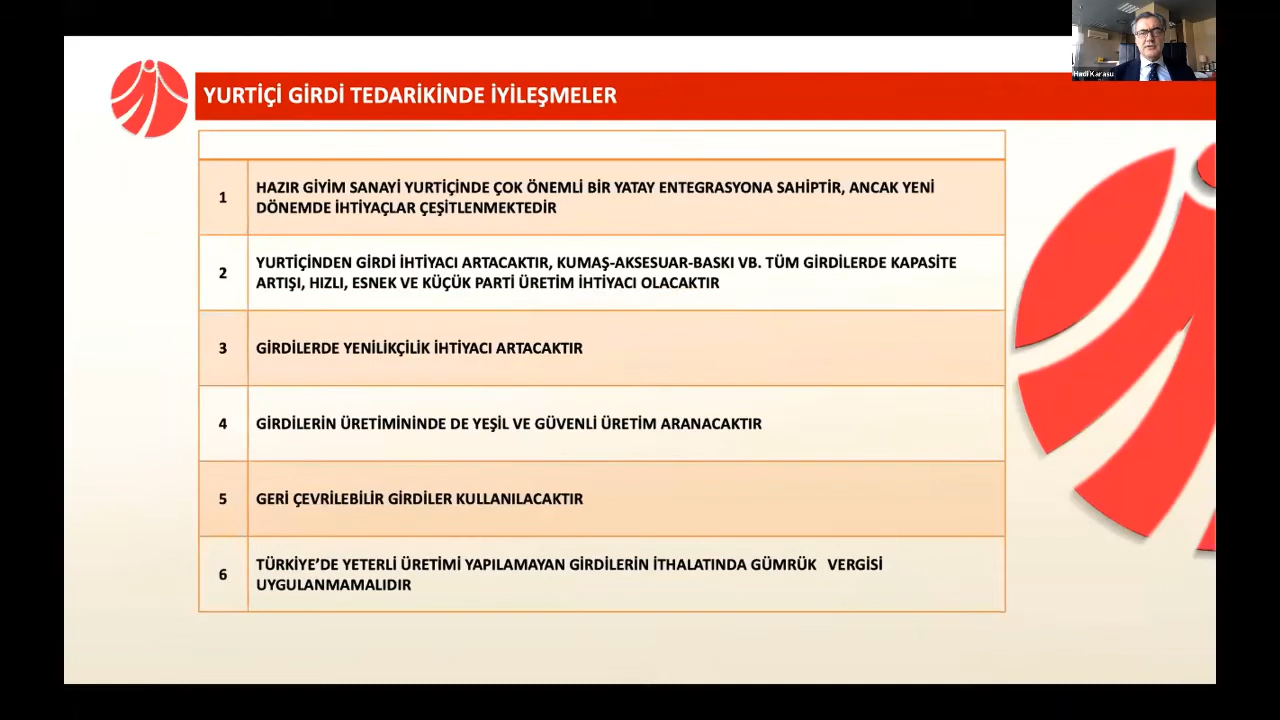 Hadi Karasu
YURTİÇİ GİRDİ TEDARİKİNDE İYİLEŞMELER
1
HAZIR GİYİM SANAYİ YURTİÇİNDE ÇOK ÖNEMLİ BİR YATAY ENTEGRASYONA SAHİPTİR, ANCAK YENİ
DÖNEMDE İHTİYAÇLAR ÇEŞİTLENMEKTEDİR
2
YURTİÇİNDEN GİRDİ İHTİYACI ARTACAKTIR, KUMAŞ-AKSESUAR-BASKI VB. TÜM GİRDİLERDE KAPASİTE
ARTIŞI, HIZLI, ESNEK VE KÜÇÜK PARTİ ÜRETİM İHTİYACI OLACAKTIR
3
GİRDİLERDE YENİLİKÇİLİK İHTİYACI ARTACAKTIR
4
GİRDİLERİN ÜRETİMİNİNDE DE YEŞİL VE GÜVENLİ ÜRETİM ARANACAKTIR
5
GERİ ÇEVRİLEBİLİR GİRDİLER KULLANILACAKTIR
6
TÜRKİYE’DE YETERLİ ÜRETİMİ YAPILAMAYAN GİRDİLERİN İTHALATINDA GÜMRÜK VERGİSİ
UYGULANMAMALIDIR